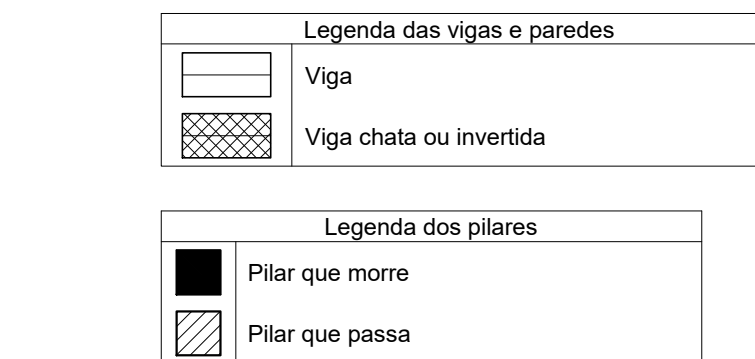 Legenda das vigas e paredes
Viga
Viga chata ou invertida
Legenda dos pilares
Pilar que morre
Pilar que passa